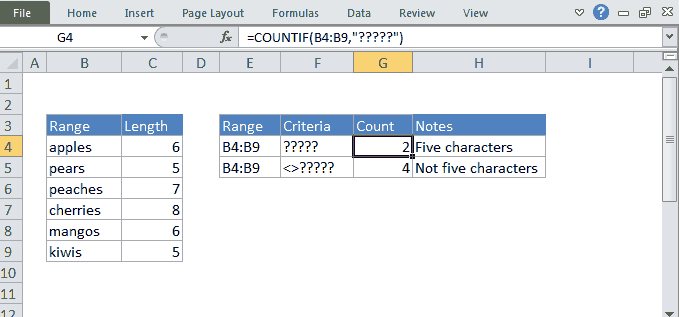 File Home Insert Page Layout Formulas Data Review View
G4 fx =COUNTIF(B4:B9,"?????")
A B C D E F G H I
1
2
3 Range Length Range Criteria Count Notes
4 apples 6 B4:B9 ????? 2 Five characters
5 pears 5 B4:B9 <>????? 4 Not five characters
6 peaches 7
7 cherries 8
8 mangos 6
9 kiwis 5
10
11
12